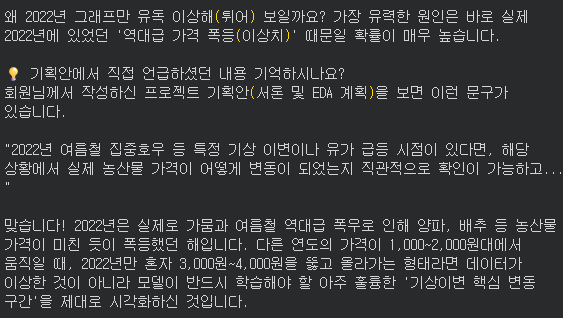 왜 2022년 그래프만 유독 이상해(튀어) 보일까요? 가장 유력한 원인은 바로 실제
2022년에 있었던 '역대급 가격 폭등(이상치)' 때문일 확률이 매우 높습니다.
💡 기획안에서 직접 언급하셨던 내용 기억하시나요?
회원님께서 작성하신 프로젝트 기획안(서론 및 EDA 계획)을 보면 이런 문구가
있습니다.
"2022년 여름철 집중호우 등 특정 기상 이변이나 유가 급등 시점이 있다면, 해당
상황에서 실제 농산물 가격이 어떻게 변동이 되었는지 직관적으로 확인이 가능하고...
"
맞습니다! 2022년은 실제로 가뭄과 여름철 역대급 폭우로 인해 양파, 배추 등 농산물
가격이 미친 듯이 폭등했던 해입니다. 다른 연도의 가격이 1,000~2,000원대에서
움직일 때, 2022년만 혼자 3,000원~4,000원을 뚫고 올라가는 형태라면 데이터가
이상한 것이 아니라 모델이 반드시 학습해야 할 아주 훌륭한 '기상이변 핵심 변동
구간'을 제대로 시각화하신 것입니다.